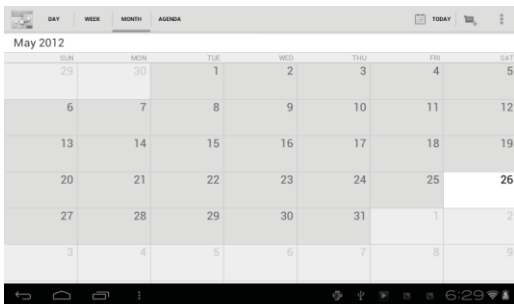 DAY WEEK MONTH AGENDA TODAY
May 2012
SUN MON TUE WED THU FRI SAT
29 30 1 2 3 4 5
6 7 8 9 10 11 12
13 14 15 16 17 18 19
20 21 22 23 24 25 26
27 28 29 30 31 1 2
3 4 5 6 7 8 9
6:29